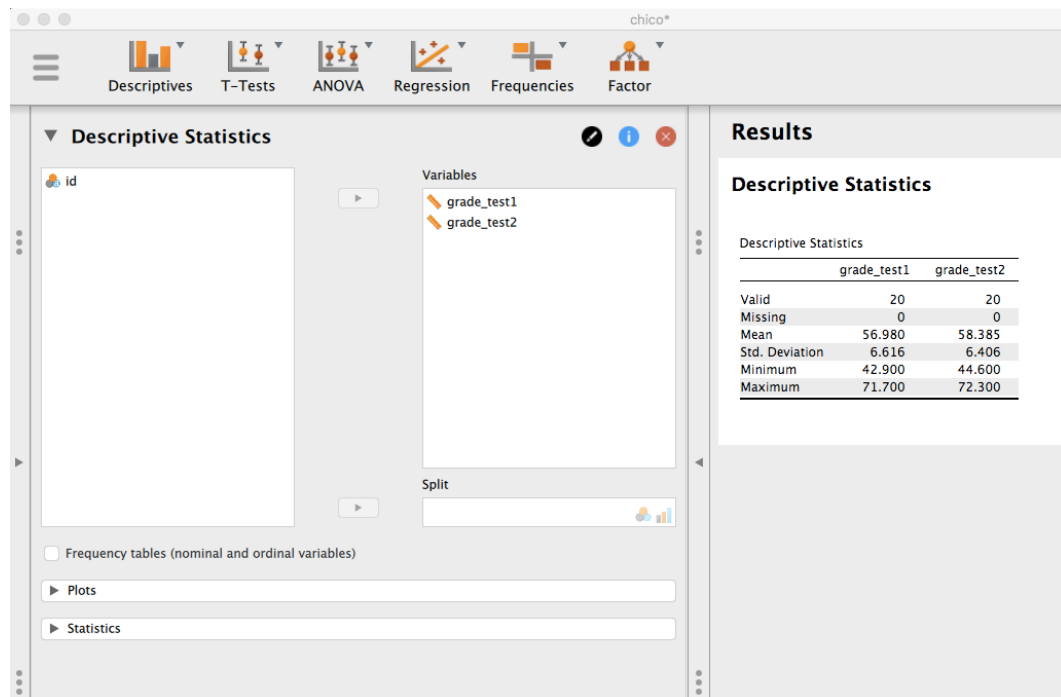 chico*
Descriptives T-Tests ANOVA Regression Frequencies Factor
Descriptive Statistics
id
Variables
grade_test1
grade_test2
Split
Frequency tables (nominal and ordinal variables)
Plots
Statistics
Results
Descriptive Statistics
Descriptive Statistics
grade_test1 grade_test2
Valid 20 20
Missing 0 0
Mean 56.980 58.385
Std. Deviation 6.616 6.406
Minimum 42.900 44.600
Maximum 71.700 72.300